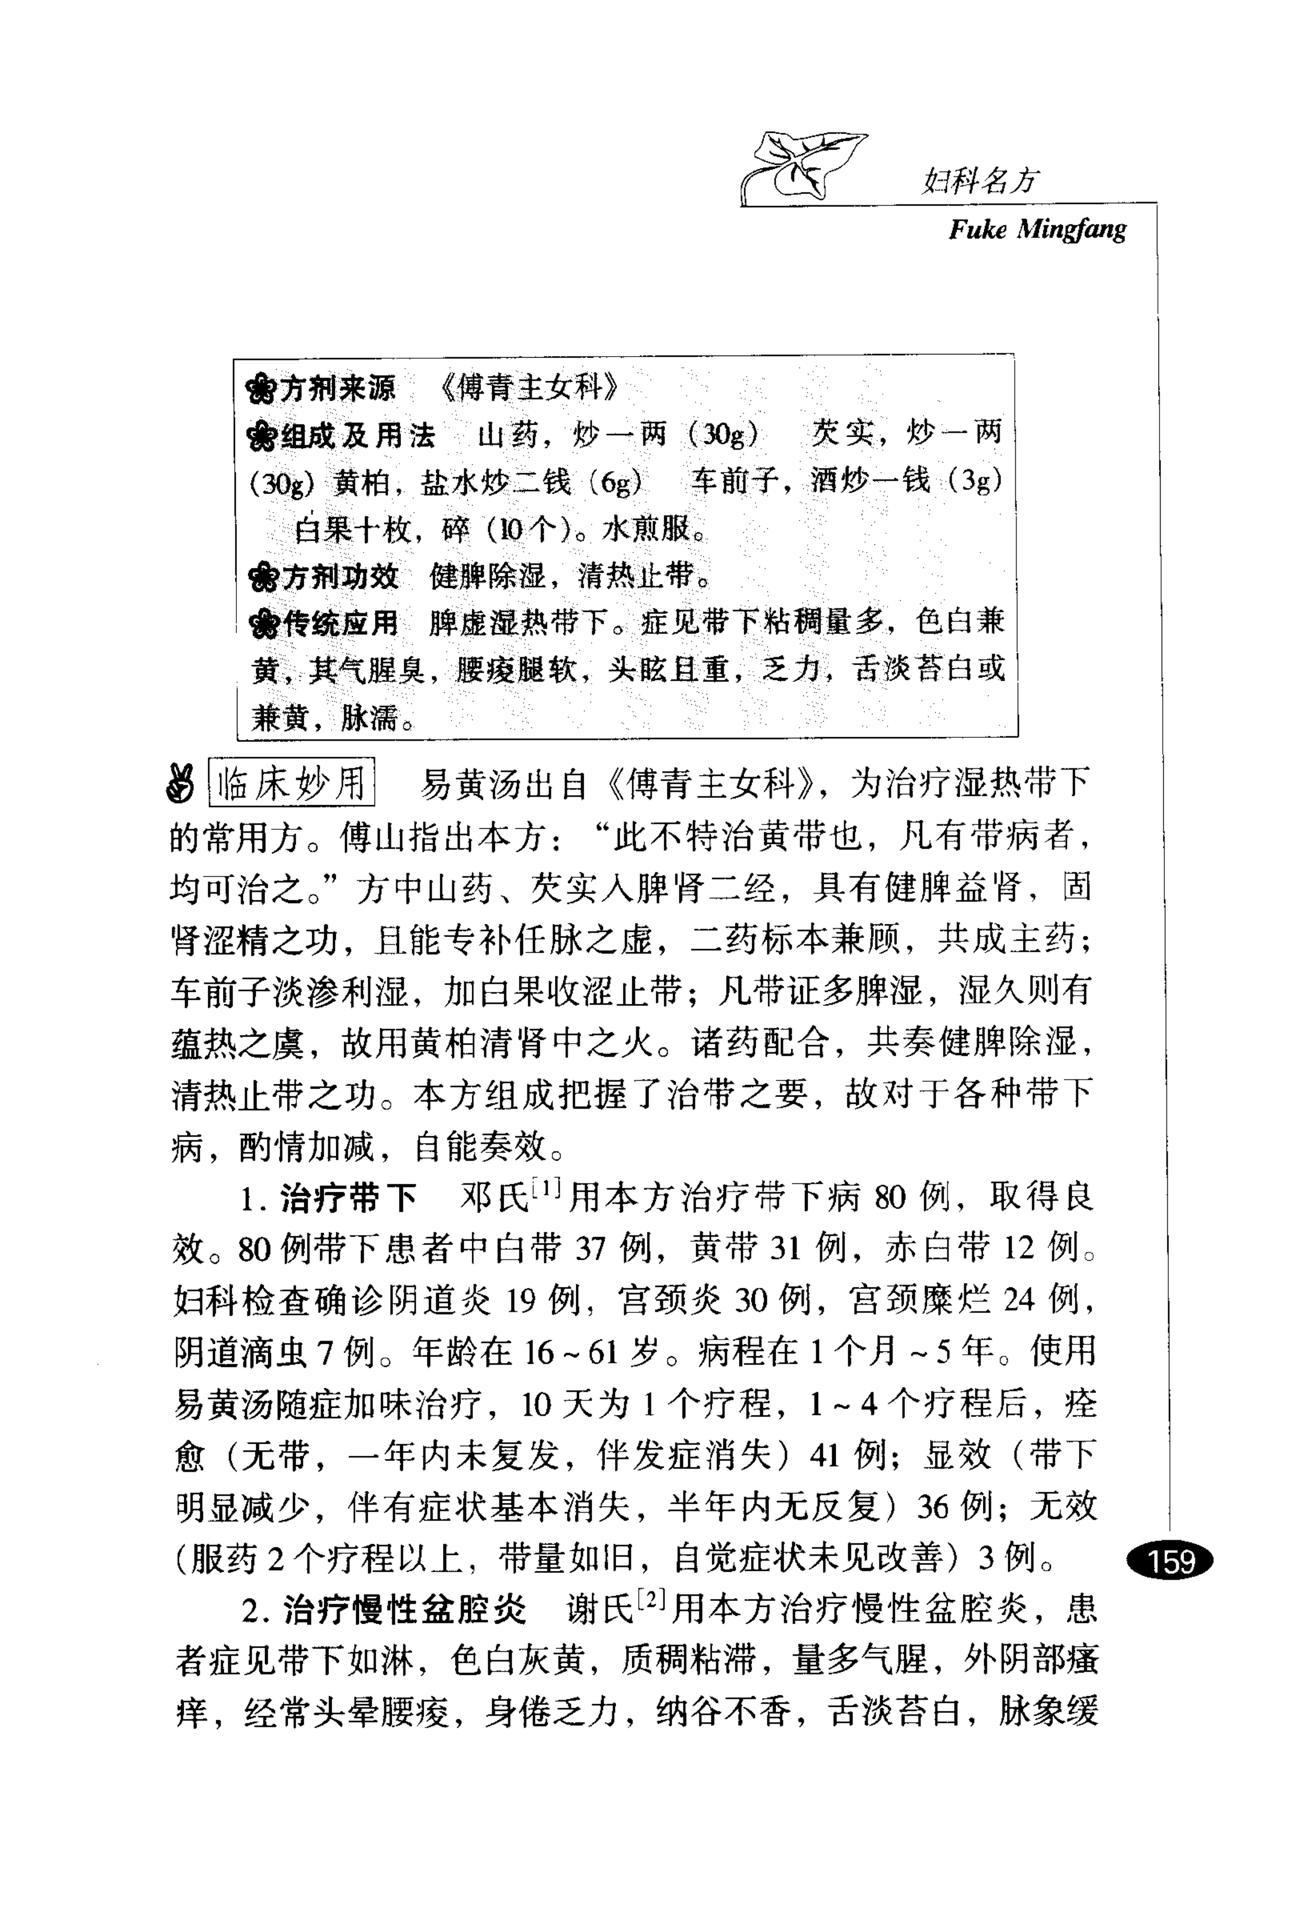 妇科名方
Fuke Mingfang
方剂来源 《傅青主女科》
组成及用法 山药，炒一两（30g） 芡实，炒一两
（30g）黄柏，盐水炒二钱（6g） 车前子，酒炒一钱（3g）
白果十枚，碎（10个）。水煎服。
方剂功效 健脾除湿，清热止带。
传统应用 脾虚湿热带下。症见带下粘稠量多，色白兼
黄，其气腥臭，腰痠腿软，头眩且重，乏力，舌淡苔白或
兼黄，脉濡。
临床妙用 易黄汤出自《傅青主女科》，为治疗湿热带下
的常用方。傅山指出本方：“此不特治黄带也，凡有带病者，
均可治之。”方中山药、芡实入脾肾二经，具有健脾益肾，固
肾涩精之功，且能专补任脉之虚，二药标本兼顾，共成主药；
车前子淡渗利湿，加白果收涩止带；凡带证多脾湿，湿久则有
蕴热之虞，故用黄柏清肾中之火。诸药配合，共奏健脾除湿，
清热止带之功。本方组成把握了治带之要，故对于各种带下
病，酌情加减，自能奏效。
1. 治疗带下 邓氏[1]用本方治疗带下病 80 例，取得良
效。80 例带下患者中白带 37 例，黄带 31 例，赤白带 12 例。
妇科检查确诊阴道炎 19 例，宫颈炎 30 例，宫颈糜烂 24 例，
阴道滴虫 7 例。年龄在 16～61 岁。病程在 1 个月～5 年。使用
易黄汤随症加味治疗，10 天为 1 个疗程，1～4 个疗程后，痊
愈（无带，一年内未复发，伴发症消失）41 例；显效（带下
明显减少，伴有症状基本消失，半年内无反复）36 例；无效
（服药 2 个疗程以上，带量如旧，自觉症状未见改善）3 例。
159
2. 治疗慢性盆腔炎 谢氏[2]用本方治疗慢性盆腔炎，患
者症见带下如淋，色白灰黄，质稠粘滞，量多气腥，外阴部瘙
痒，经常头晕腰痠，身倦乏力，纳谷不香，舌淡苔白，脉象缓